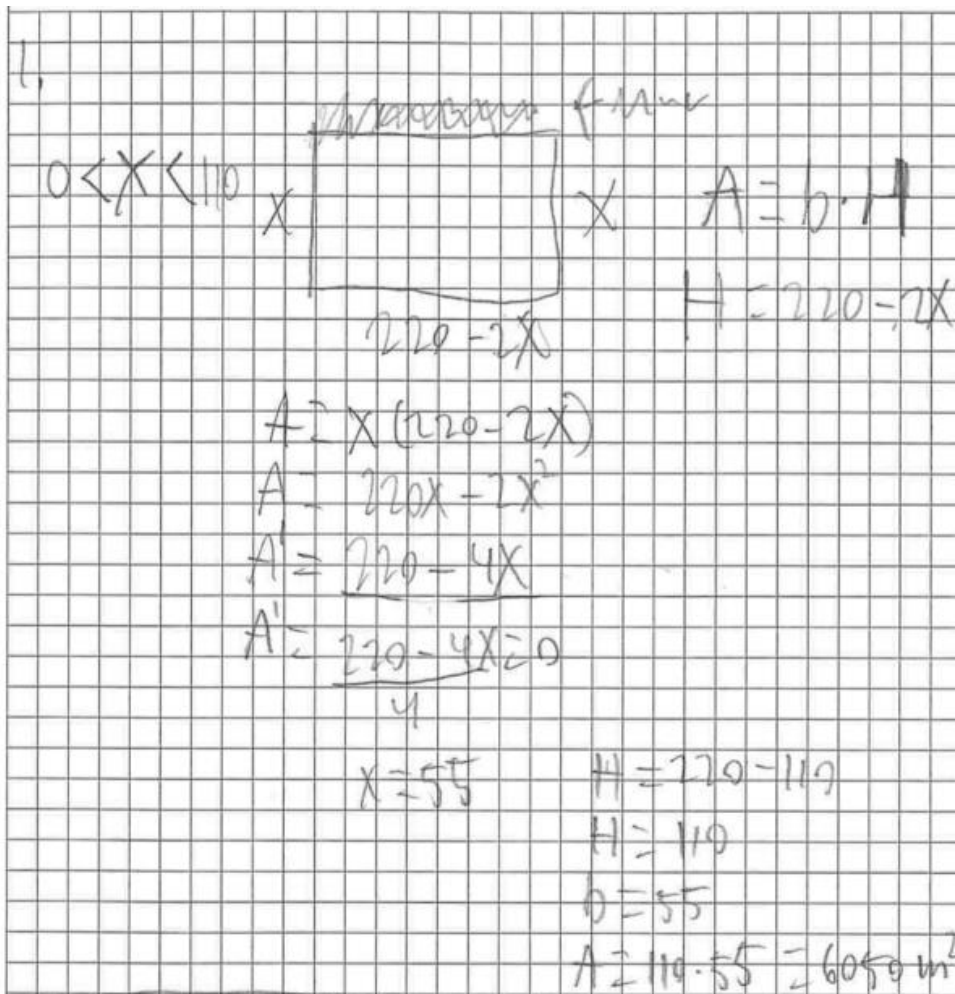 1.
0 < X < 110
X
X
A = b · H
220 - 2X
H = 220 - 2X
A = X (220 - 2X)
A = 220X - 2X²
A' = 220 - 4X
A' = 220 - 4X = 0
4
X = 55
H = 220 - 110
H = 110
b = 55
A = 110 · 55 = 6050 m²